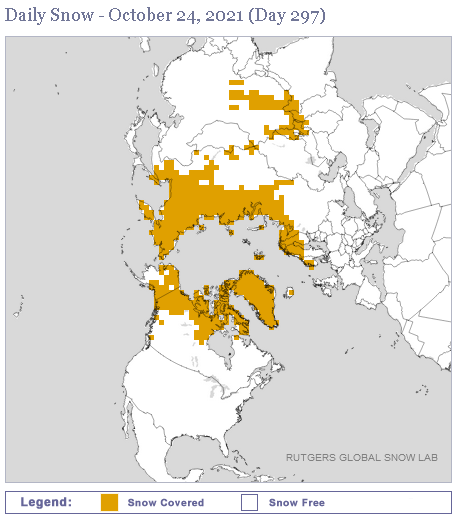 Daily Snow - October 24, 2021 (Day 297)
RUTGERS GLOBAL SNOW LAB
Legend: Snow Covered Snow Free